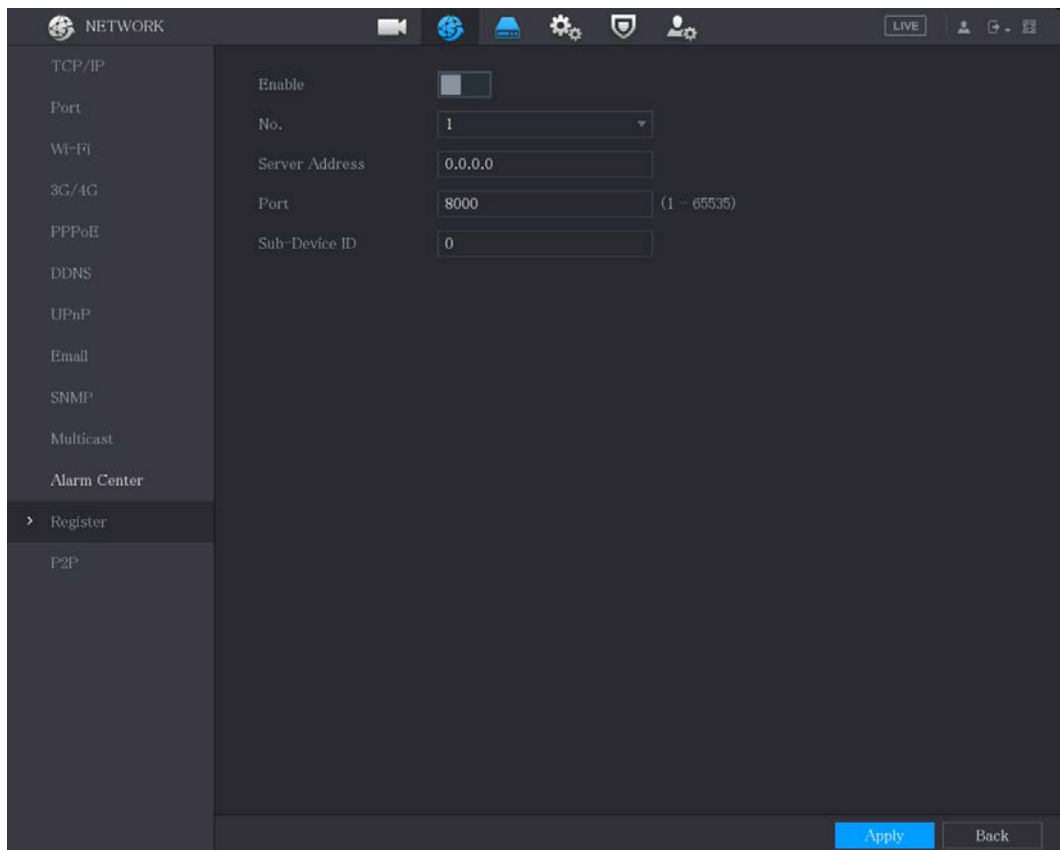 NETWORK
LIVE
TCP/IP
Port
Wi-Fi
3G/4G
PPPoE
DDNS
UPnP
Email
SNMP
Multicast
Alarm Center
Register
P2P
Enable
No. 1
Server Address 0.0.0.0
Port 8000 (1 - 65535)
Sub-Device ID 0
Apply Back